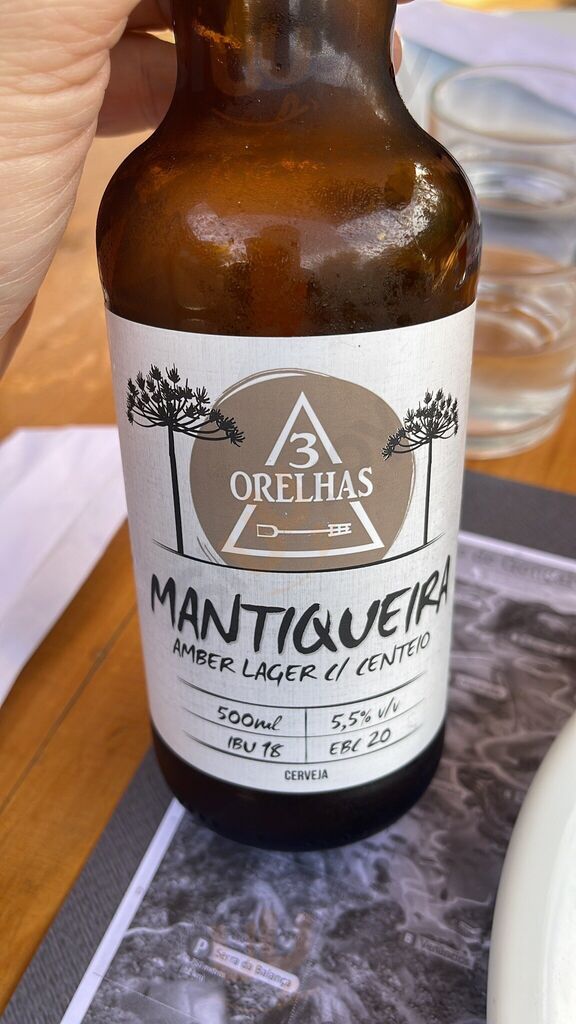 3
ORELHAS
MANTIQUEIRA
AMBER LAGER C/ CENTEIO
500ml 5,5% v/v
IBU 18 EBC 20
CERVEJA
P Serra da Balança